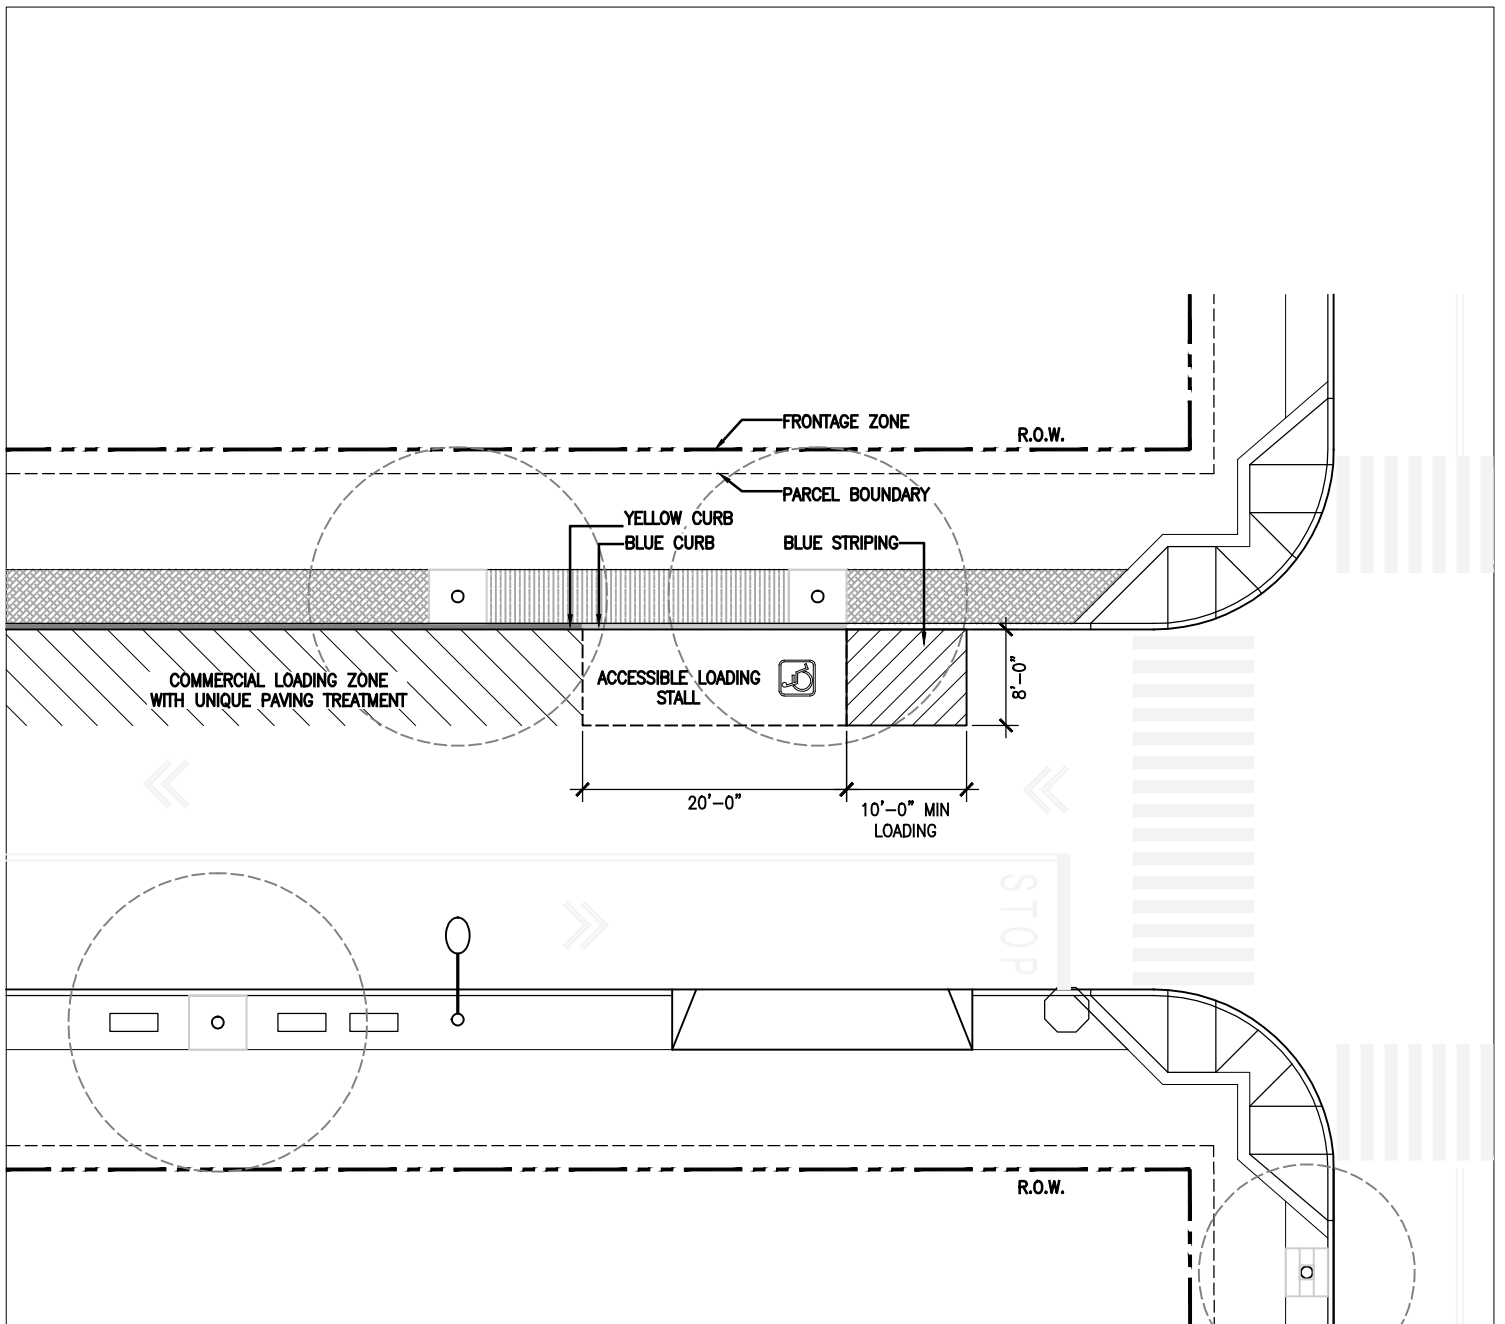 FRONTAGE ZONE
R.O.W.
PARCEL BOUNDARY
YELLOW CURB
BLUE CURB
BLUE STRIPING
COMMERCIAL LOADING ZONE
WITH UNIQUE PAVING TREATMENT
ACCESSIBLE LOADING
STALL
8'-0"
20'-0"
10'-0" MIN
LOADING
STOP
R.O.W.